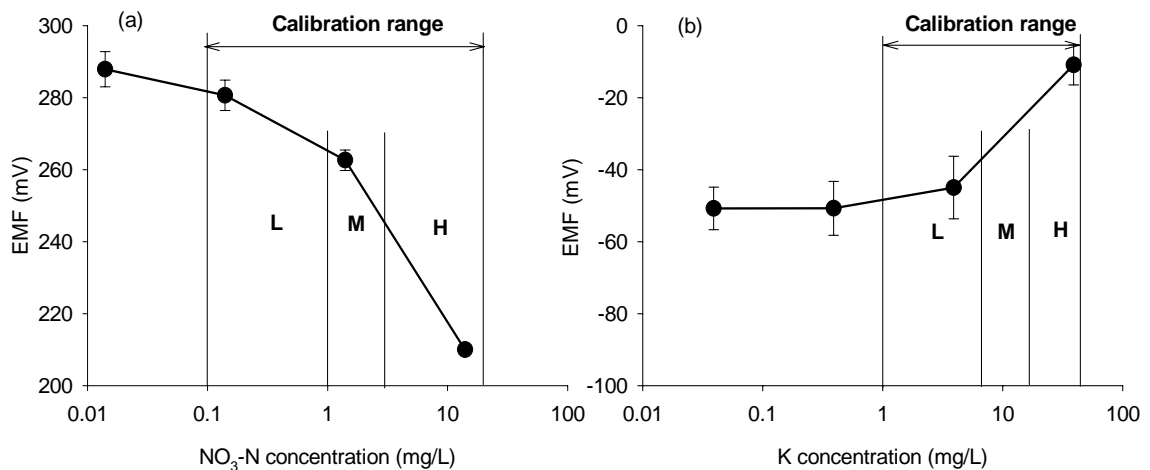 (a)
Calibration range
300
280
260
240
220
200
EMF (mV)
L
M
H
0.01
0.1
1
10
100
NO₃-N concentration (mg/L)
(b)
Calibration range
-0
-20
-40
-60
-80
-100
EMF (mV)
L
M
H
0.01
0.1
1
10
100
K concentration (mg/L)